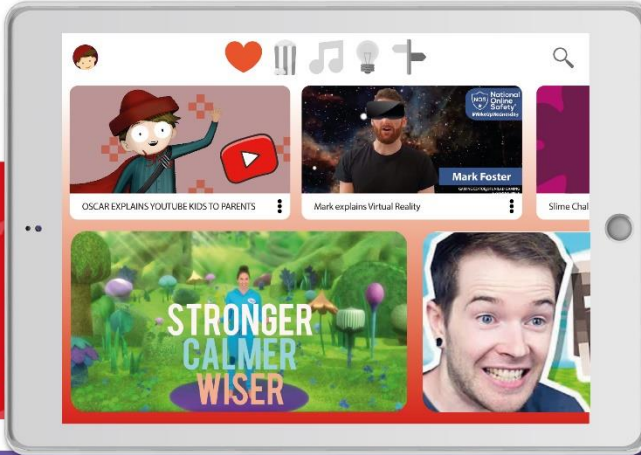 NOS
National
Online
Safety
#WakeUpWednesday
Mark Foster
OSCAR EXPLAINS YOUTUBE KIDS TO PARENTS
Mark explains Virtual Reality
Slime Chal
STRONGER
CALMER
WISER